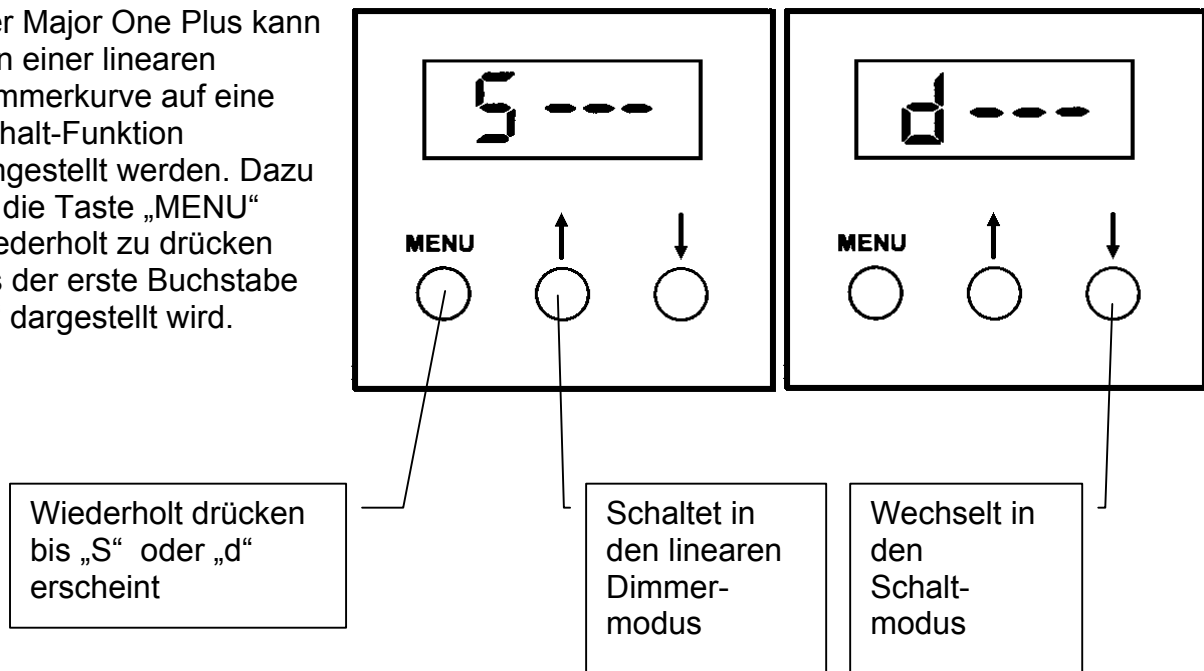 er Major One Plus kann
n einer linearen
mmerkurve auf eine
halt-Funktion
ngestellt werden. Dazu
die Taste „MENU“
ederholt zu drücken
s der erste Buchstabe
dargestellt wird.
S ---
MENU
d ---
MENU
Wiederholt drücken
bis „S“ oder „d“
erscheint
Schaltet in
den linearen
Dimmer-
modus
Wechselt in
den
Schalt-
modus